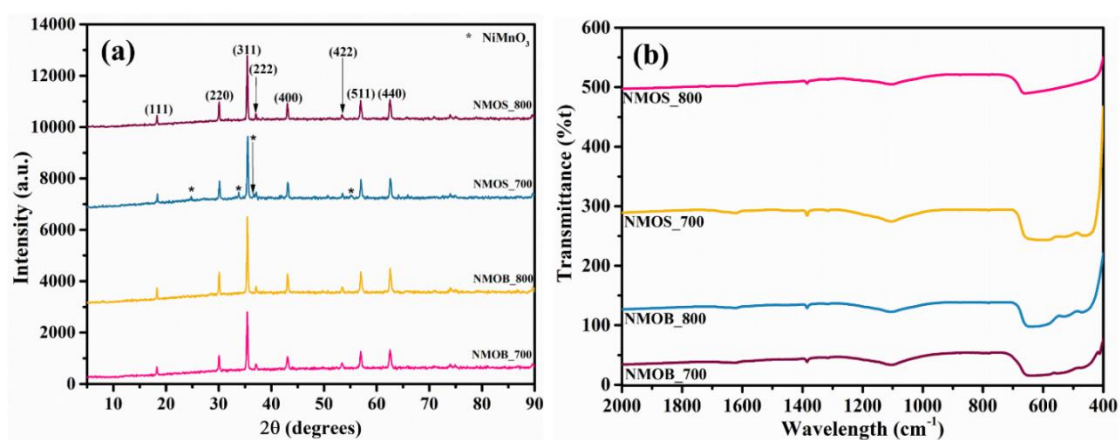 (a)
* NiMnO3
14000
12000
10000
8000
6000
4000
2000
0
Intensity (a.u.)
(111)
(220)
(311)
(222)
(400)
(422)
(511)
(440)
NMOS_800
*
*
*
*
NMOS_700
NMOB_800
NMOB_700
10 20 30 40 50 60 70 80 90
2θ (degrees)
(b)
600
500
400
300
200
100
0
Transmittance (%t)
NMOS_800
NMOS_700
NMOB_800
NMOB_700
2000 1800 1600 1400 1200 1000 800 600 400
Wavelength (cm-1)